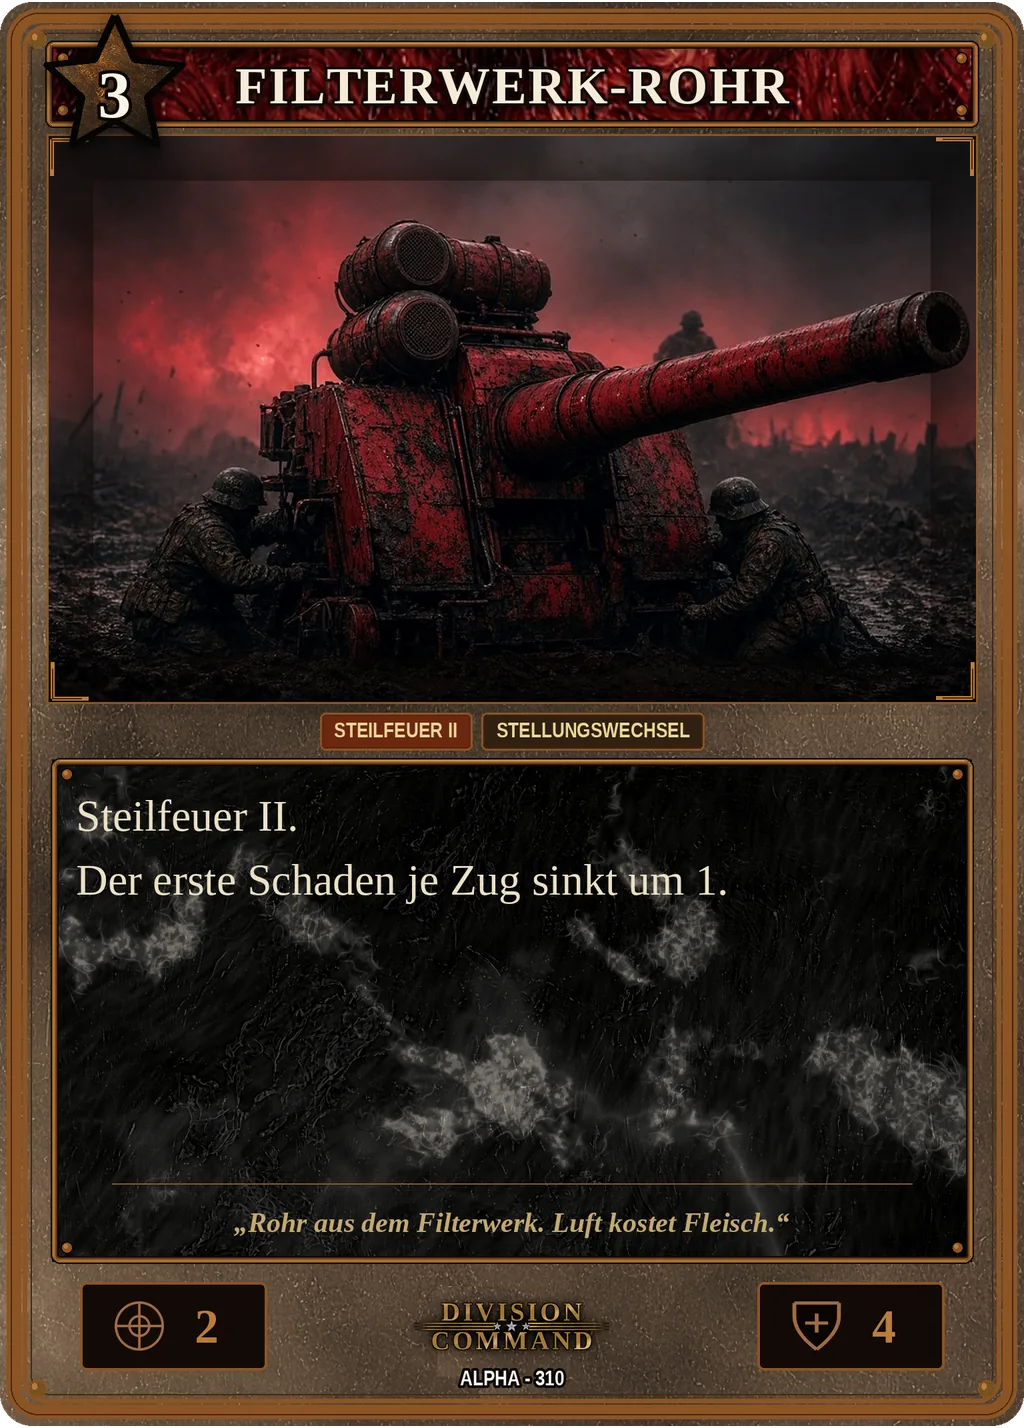 3
FILTERWERK-ROHR
STEILFEUER II
STELLUNGSWECHSEL
Steilfeuer II.
Der erste Schaden je Zug sinkt um 1.
„Rohr aus dem Filterwerk. Luft kostet Fleisch.“
2
DIVISION
COMMAND
4
ALPHA - 310